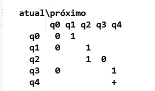 atual\próximo
q0 q1 q2 q3 q4
q0 0 1
q1 0 1
q2 1 0
q3 0 1
q4 +